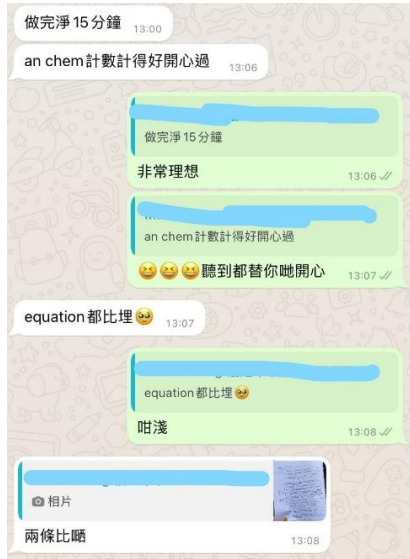 做完淨15分鐘 13:00
an chem計數計得好開心過 13:06
做完淨15分鐘
非常理想 13:06
an chem計數計得好開心過
😆😆😆聽到都替你哋開心 13:07
equation都比埋🥹 13:07
equation都比埋🥹
咁淺 13:08
相片
兩條比嗮 13:08